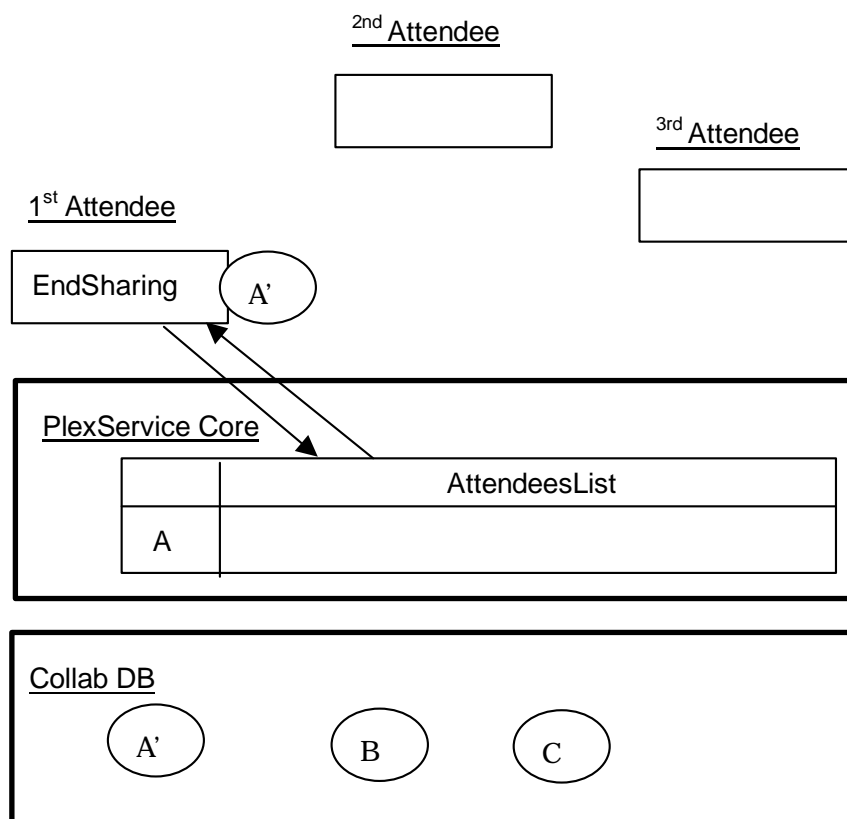 2nd Attendee
3rd Attendee
1st Attendee
EndSharing
A’
PlexService Core
AttendeesList
A
Collab DB
A’
B
C